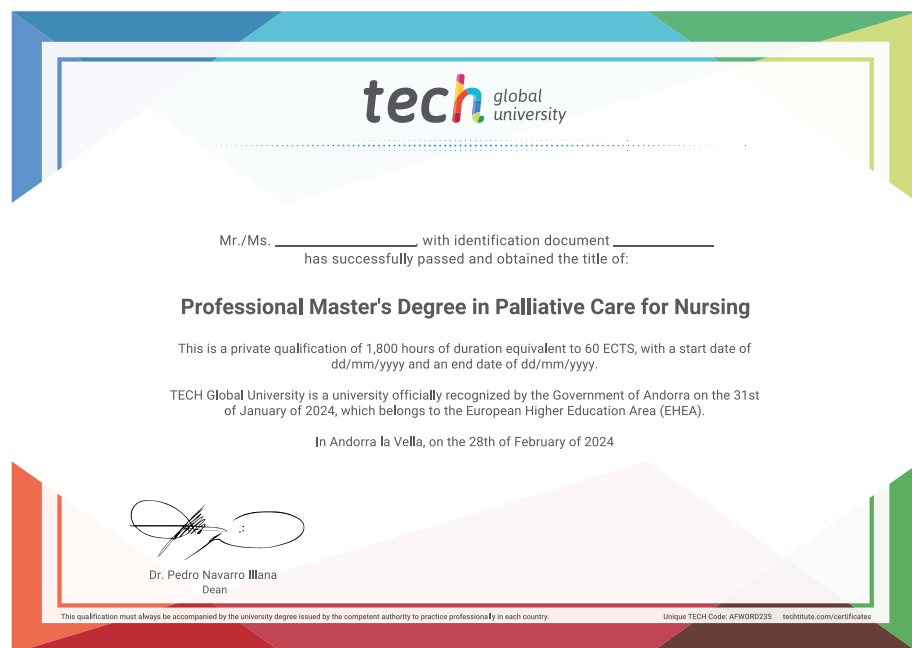 tech global university
Mr./Ms. ____________, with identification document ____________
has successfully passed and obtained the title of:
Professional Master's Degree in Palliative Care for Nursing
This is a private qualification of 1,800 hours of duration equivalent to 60 ECTS, with a start date of
dd/mm/yyyy and an end date of dd/mm/yyyy.
TECH Global University is a university officially recognized by the Government of Andorra on the 31st
of January of 2024, which belongs to the European Higher Education Area (EHEA).
In Andorra la Vella, on the 28th of February of 2024
Dr. Pedro Navarro Illana
Dean
This qualification must always be accompanied by the university degree issued by the competent authority to practice professionally in each country.
Unique TECH Code: AFWORD23S techtitute.com/certificates